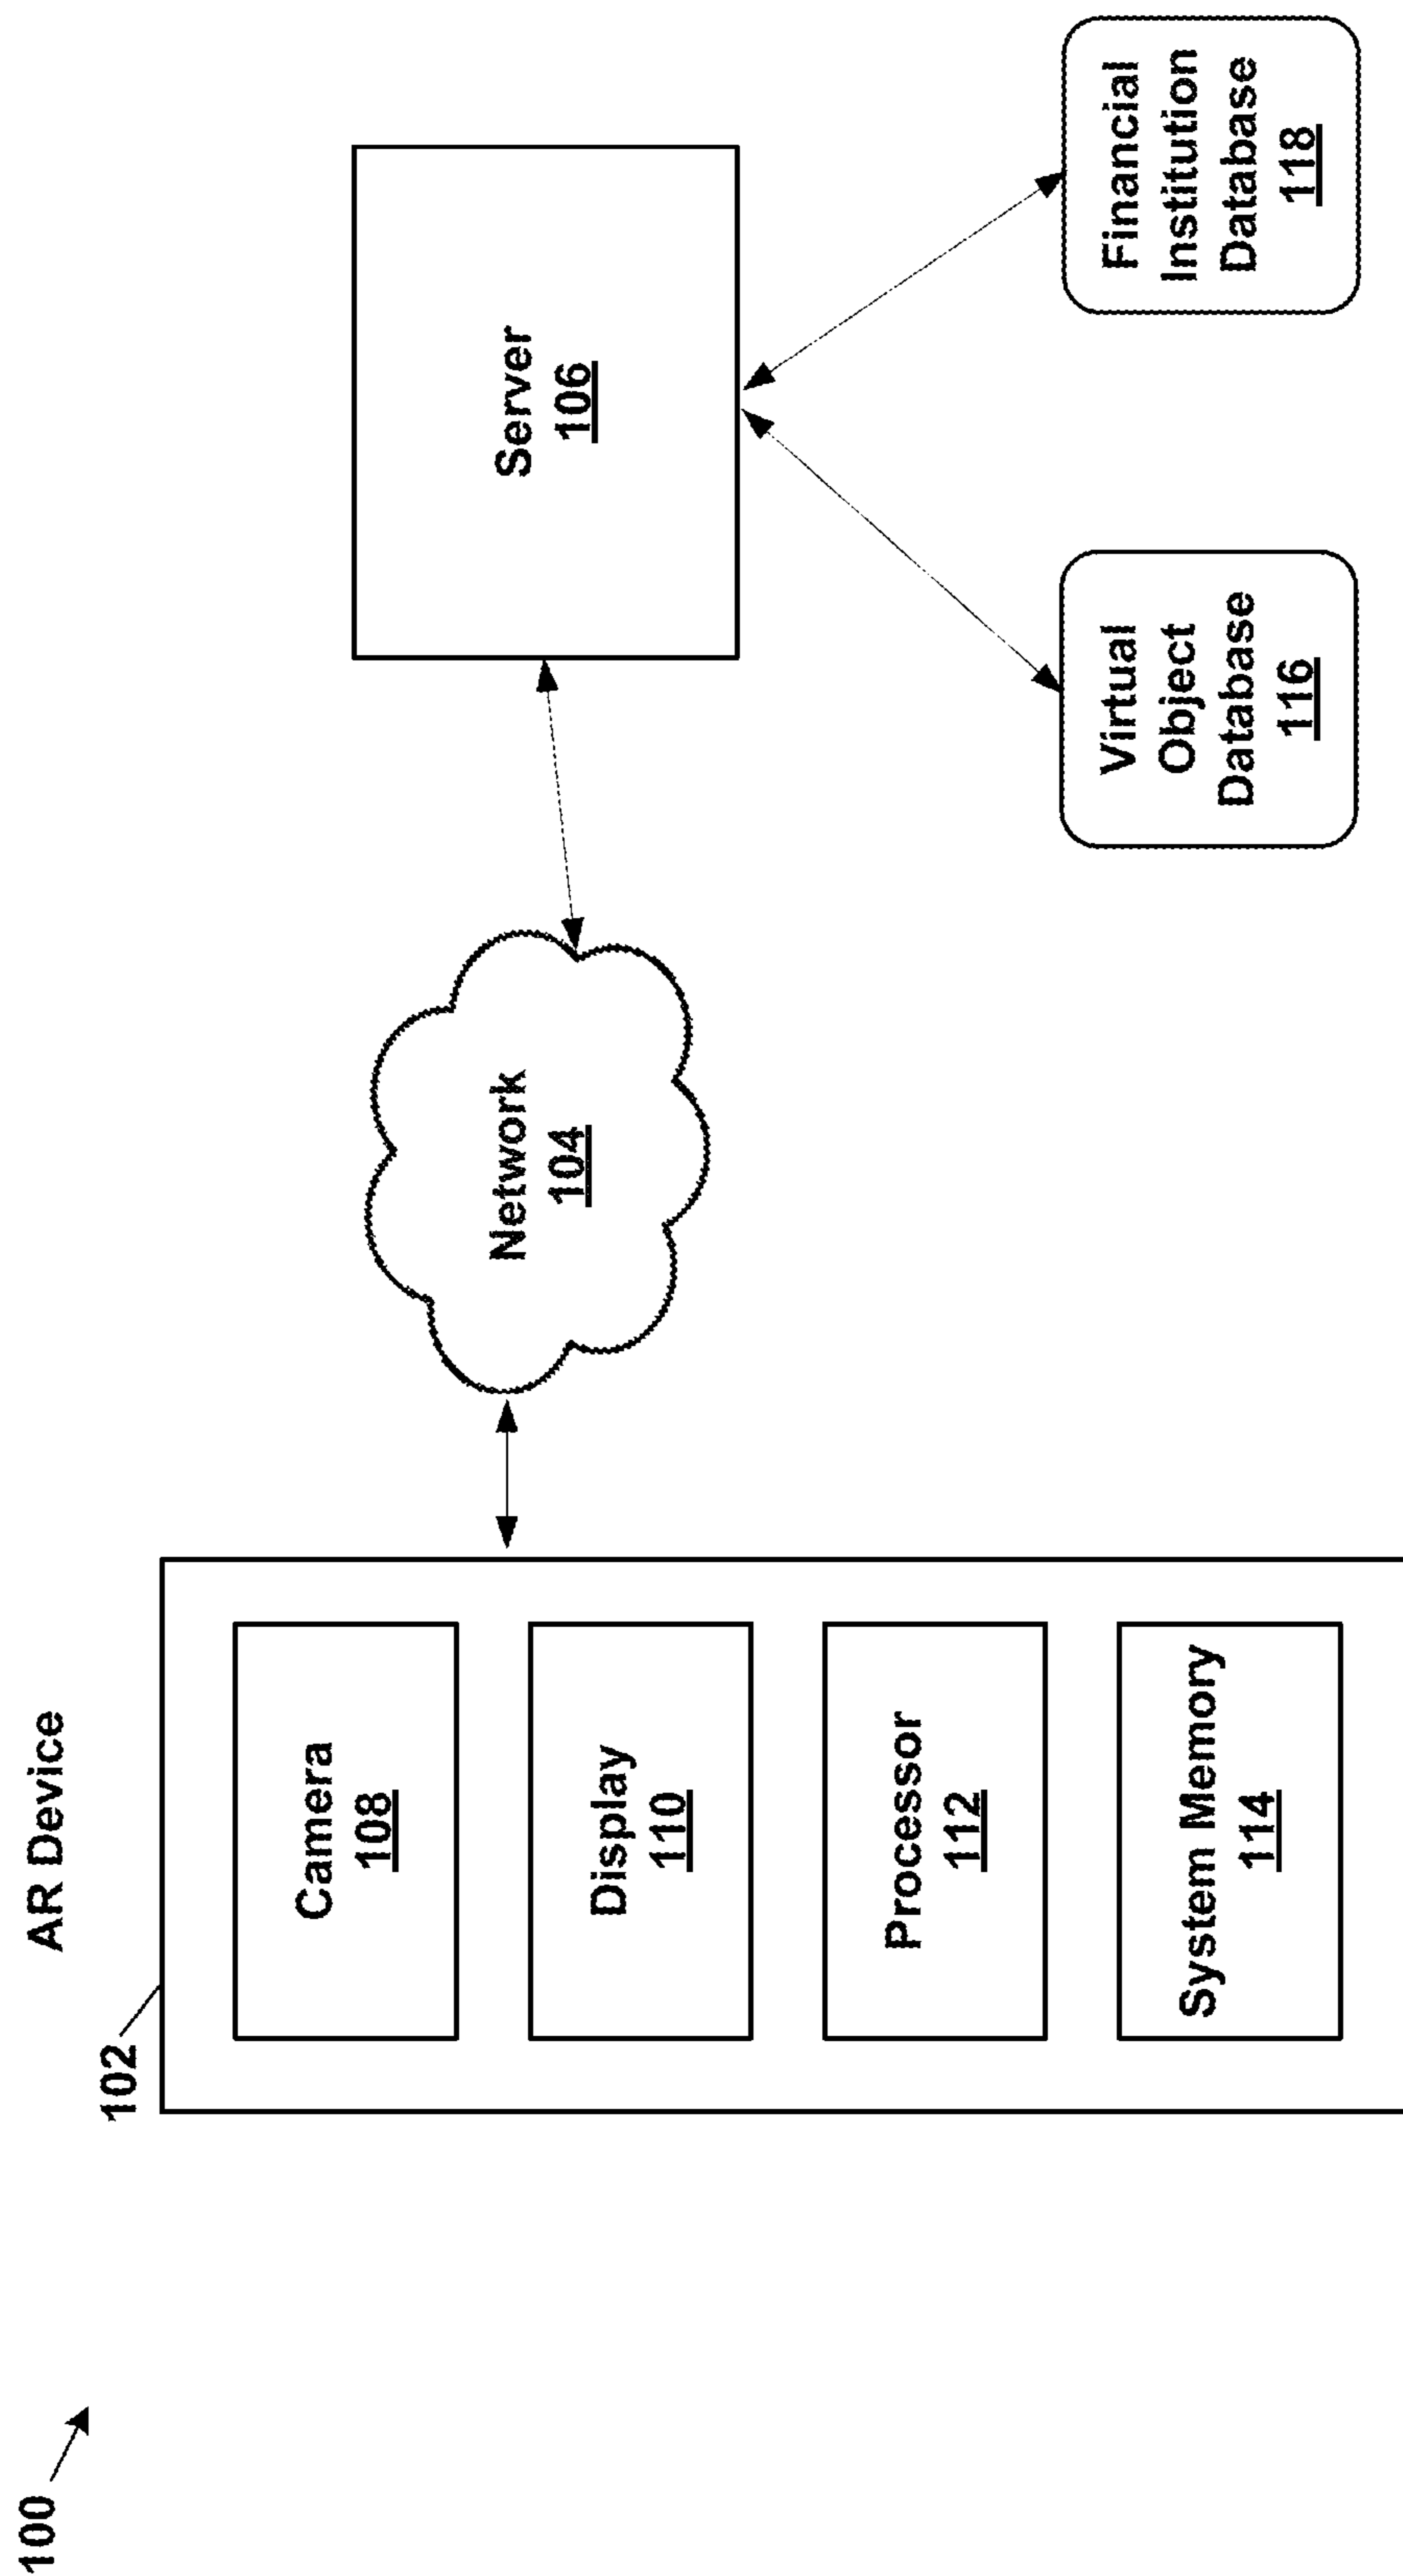 100
AR Device
102
Camera
108
Display
110
Processor
112
System Memory
114
Network
104
Server
106
Virtual
Object
Database
116
Financial
Institution
Database
118